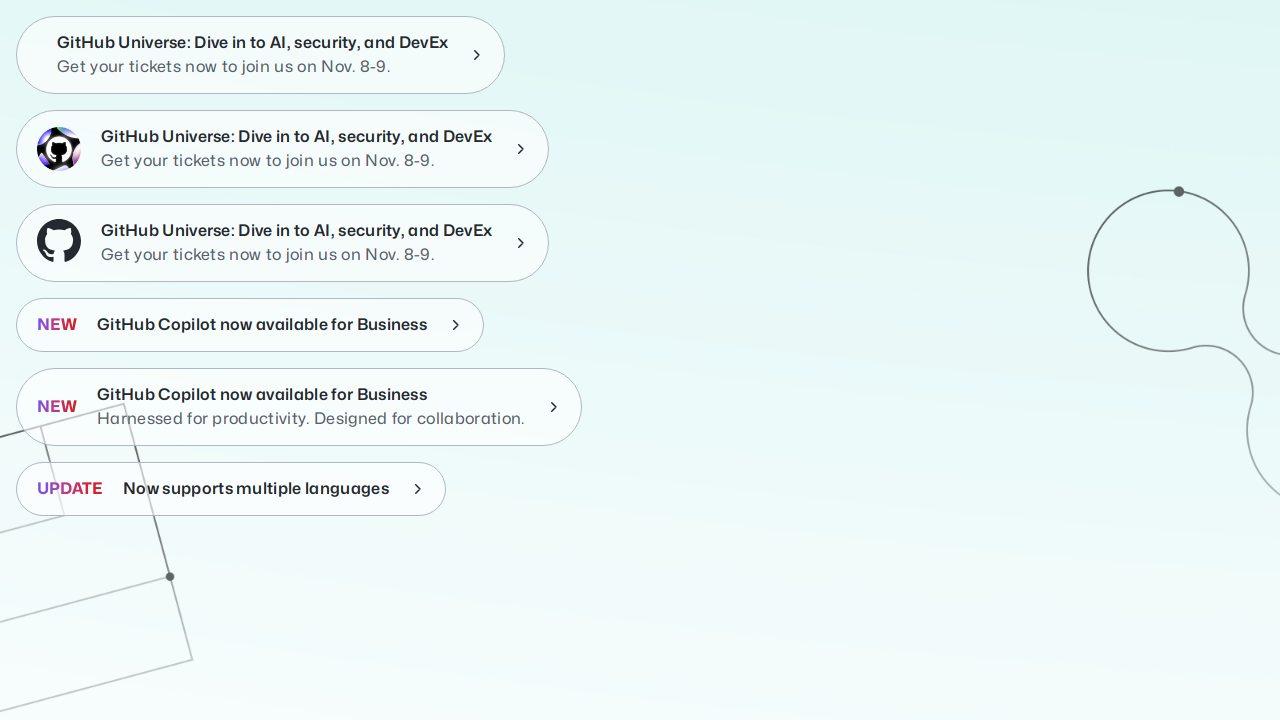 GitHub Universe: Dive in to AI, security, and DevEx
Get your tickets now to join us on Nov. 8-9.
GitHub Universe: Dive in to AI, security, and DevEx
Get your tickets now to join us on Nov. 8-9.
GitHub Universe: Dive in to AI, security, and DevEx
Get your tickets now to join us on Nov. 8-9.
NEW GitHub Copilot now available for Business
NEW GitHub Copilot now available for Business
Harnessed for productivity. Designed for collaboration.
UPDATE Now supports multiple languages